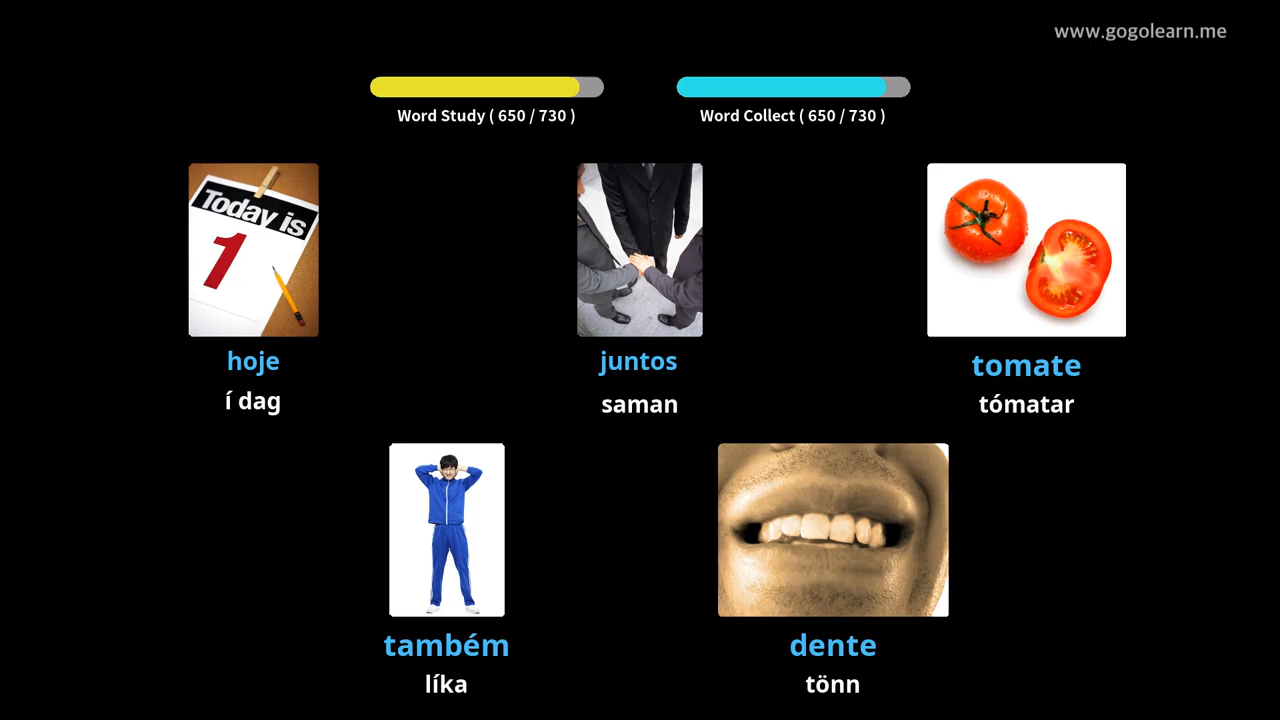 www.gogolearn.me
Word Study ( 650 / 730 )
Word Collect ( 650 / 730 )
Today is
1
hoje
í dag
juntos
saman
tomate
tómatar
também
líka
dente
tönn